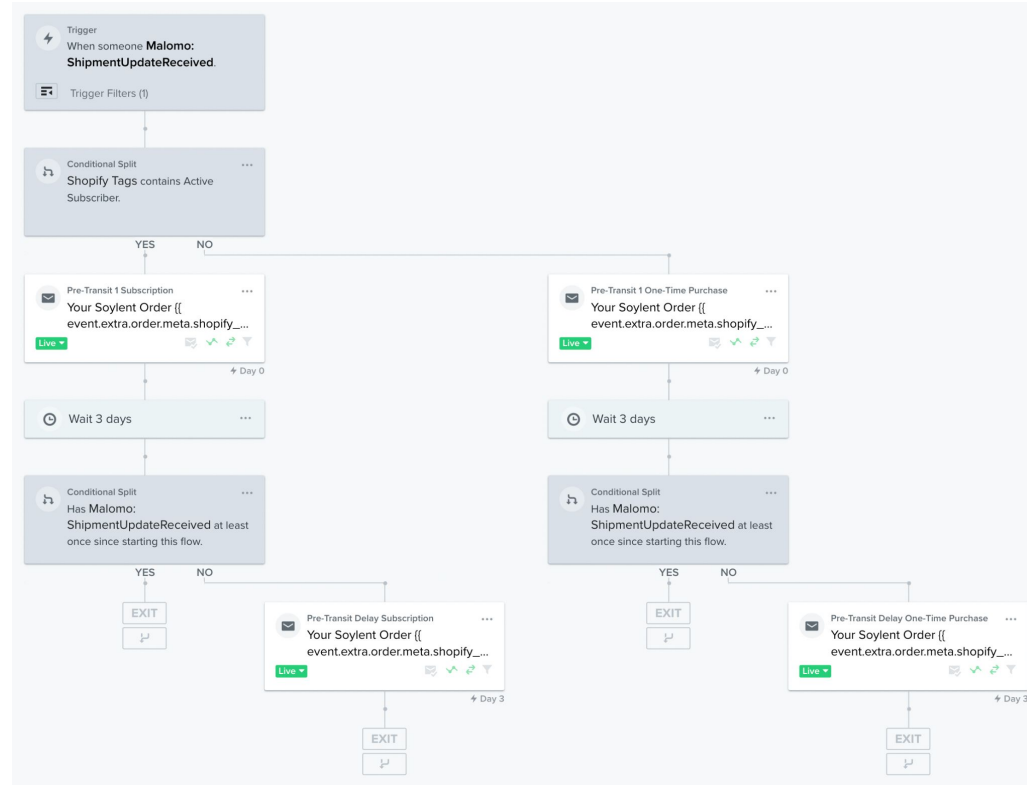 Trigger
When someone Malomo:
ShipmentUpdateReceived.
Trigger Filters (1)
Conditional Split
Shopify Tags contains Active
Subscriber.
YES NO
Pre-Transit 1 Subscription
Your Soylent Order {{
event.extra.order.meta.shopify_...
Live
Day 0
Pre-Transit 1 One-Time Purchase
Your Soylent Order {{
event.extra.order.meta.shopify_...
Live
Day 0
Wait 3 days
Wait 3 days
Conditional Split
Has Malomo:
ShipmentUpdateReceived at least
once since starting this flow.
YES NO
Conditional Split
Has Malomo:
ShipmentUpdateReceived at least
once since starting this flow.
YES NO
EXIT
Pre-Transit Delay Subscription
Your Soylent Order {{
event.extra.order.meta.shopify_...
Live
Day 3
EXIT
EXIT
Pre-Transit Delay One-Time Purchase
Your Soylent Order {{
event.extra.order.meta.shopify_...
Live
Day 3
EXIT